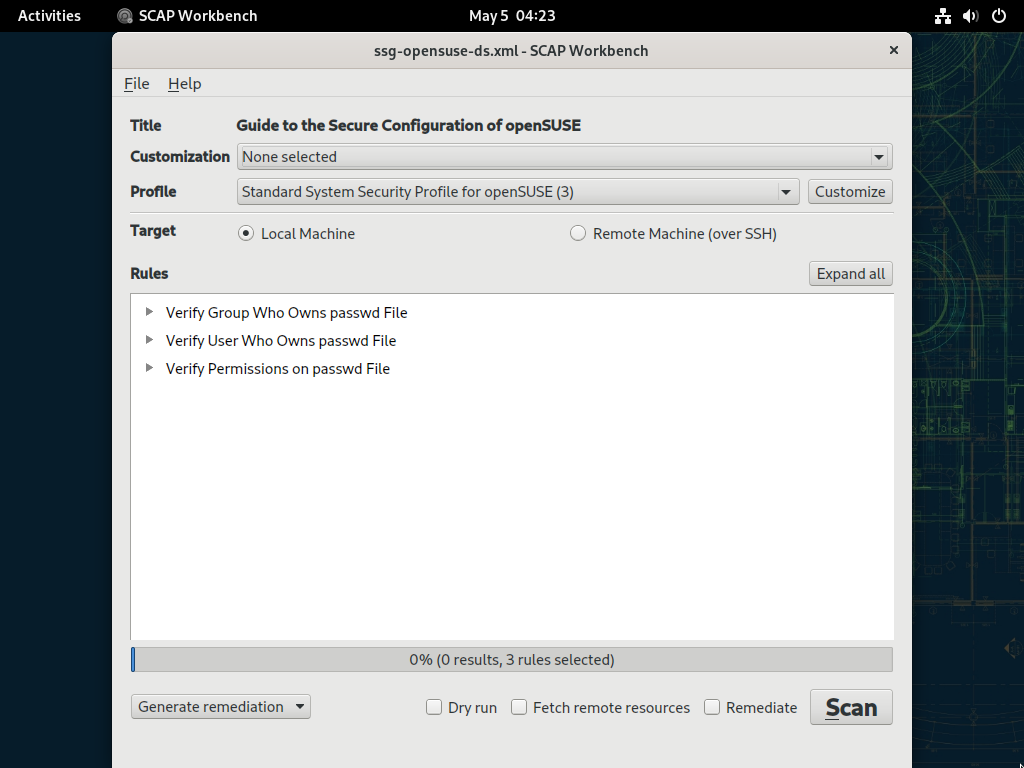 Activities SCAP Workbench May 5 04:23
ssg-opensuse-ds.xml - SCAP Workbench
File Help
Title Guide to the Secure Configuration of openSUSE
Customization None selected
Profile Standard System Security Profile for openSUSE (3) Customize
Target Local Machine Remote Machine (over SSH)
Rules Expand all
Verify Group Who Owns passwd File
Verify User Who Owns passwd File
Verify Permissions on passwd File
0% (0 results, 3 rules selected)
Generate remediation Dry run Fetch remote resources Remediate Scan